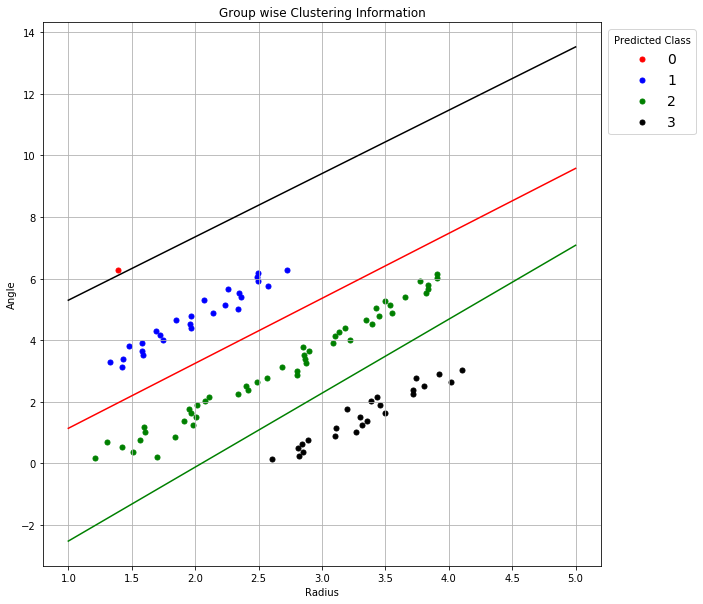 Group wise Clustering Information
Predicted Class
0
1
2
3
14
12
10
8
6
4
2
0
−2
Angle
1.0 1.5 2.0 2.5 3.0 3.5 4.0 4.5 5.0
Radius